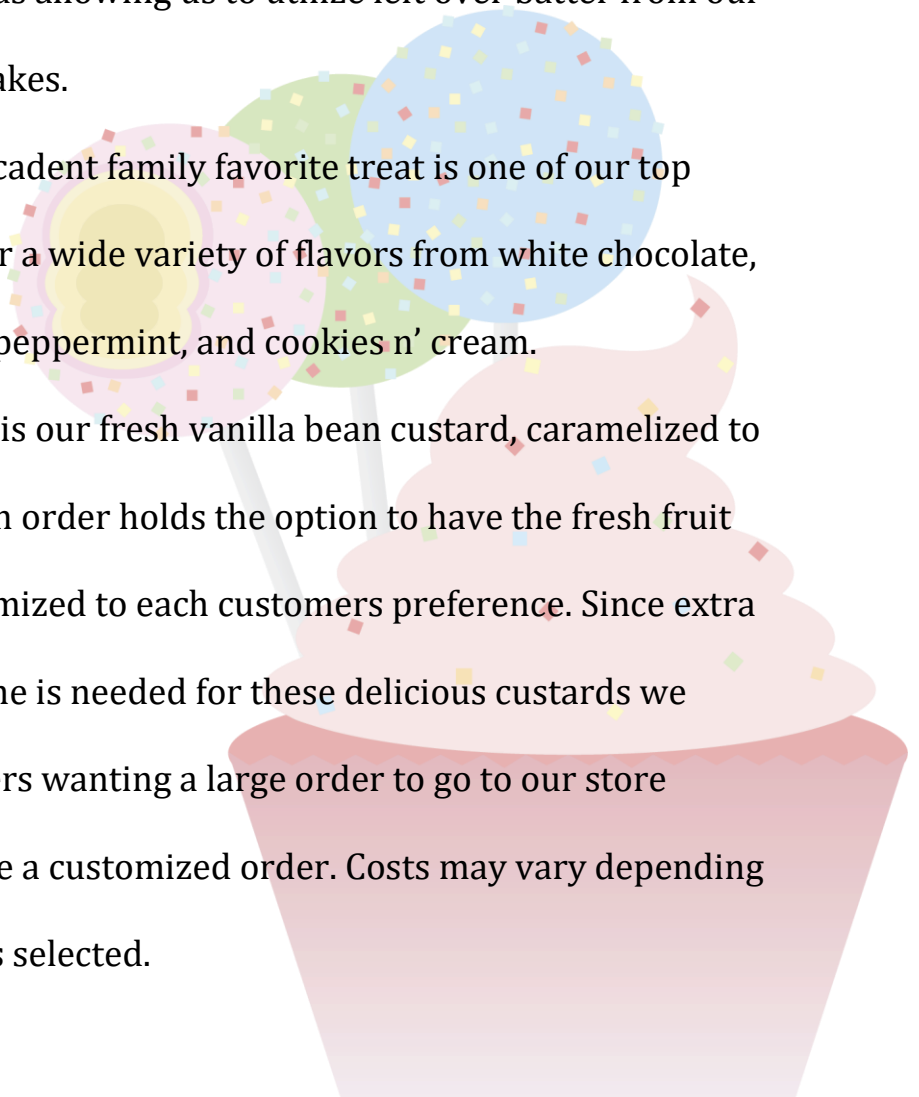 allowing us to utilize left over batter from our
akes.
cadent family favorite treat is one of our top
r a wide variety of flavors from white chocolate,
peppermint, and cookies n' cream.
is our fresh vanilla bean custard, caramelized to
n order holds the option to have the fresh fruit
mized to each customers preference. Since extra
ne is needed for these delicious custards we
ers wanting a large order to go to our store
e a customized order. Costs may vary depending
s selected.